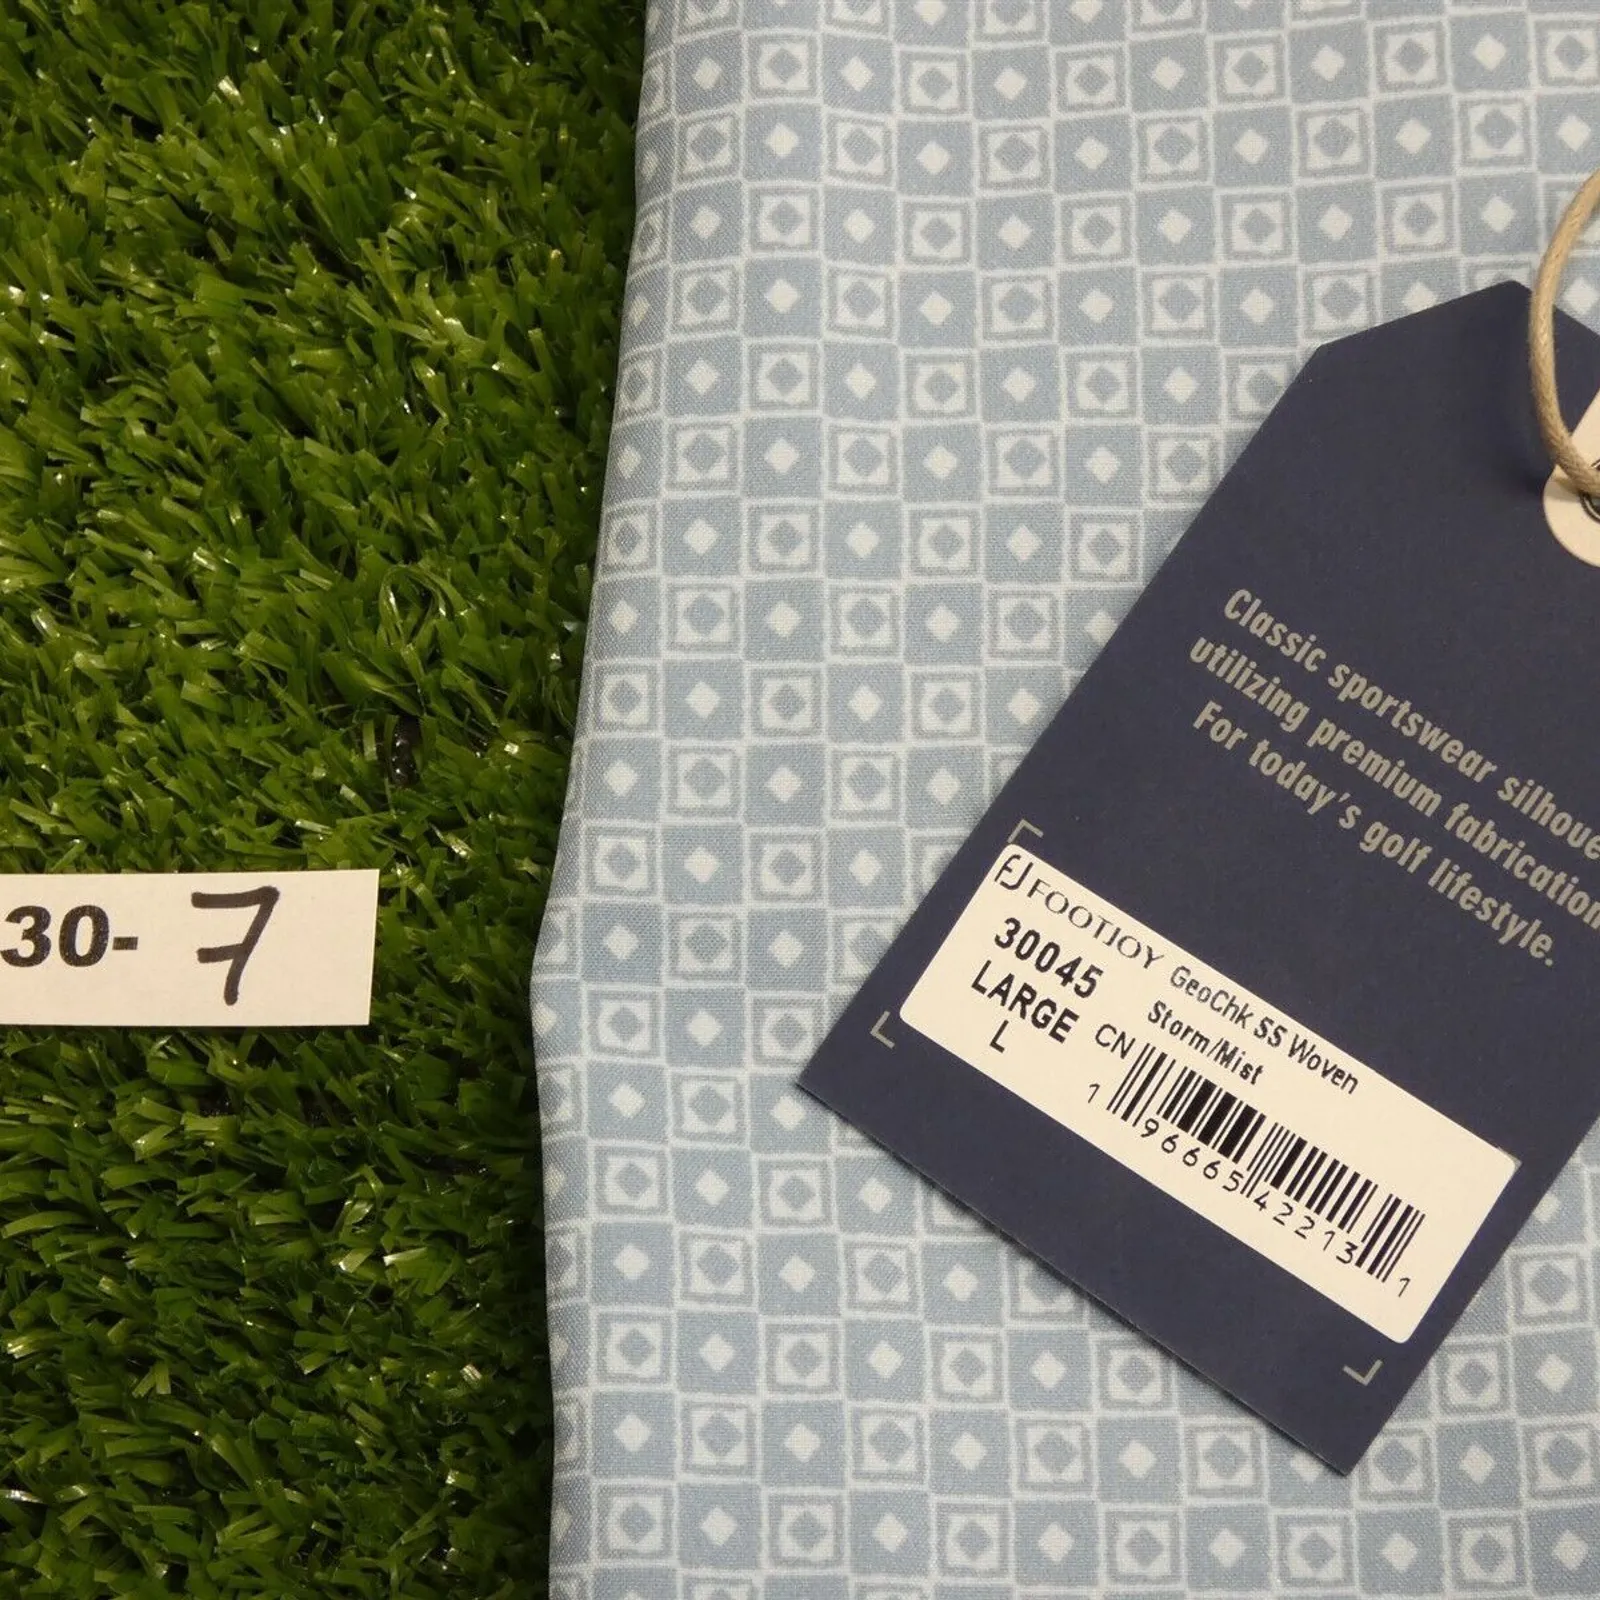 Classic sportswear silhoue
utilizing premium fabrication
For today's golf lifestyle.
30- 7
FJ FOOTJOY
30045 GeoChk SS Woven
LARGE Storm/Mist
L CN
1 96665 42213 1